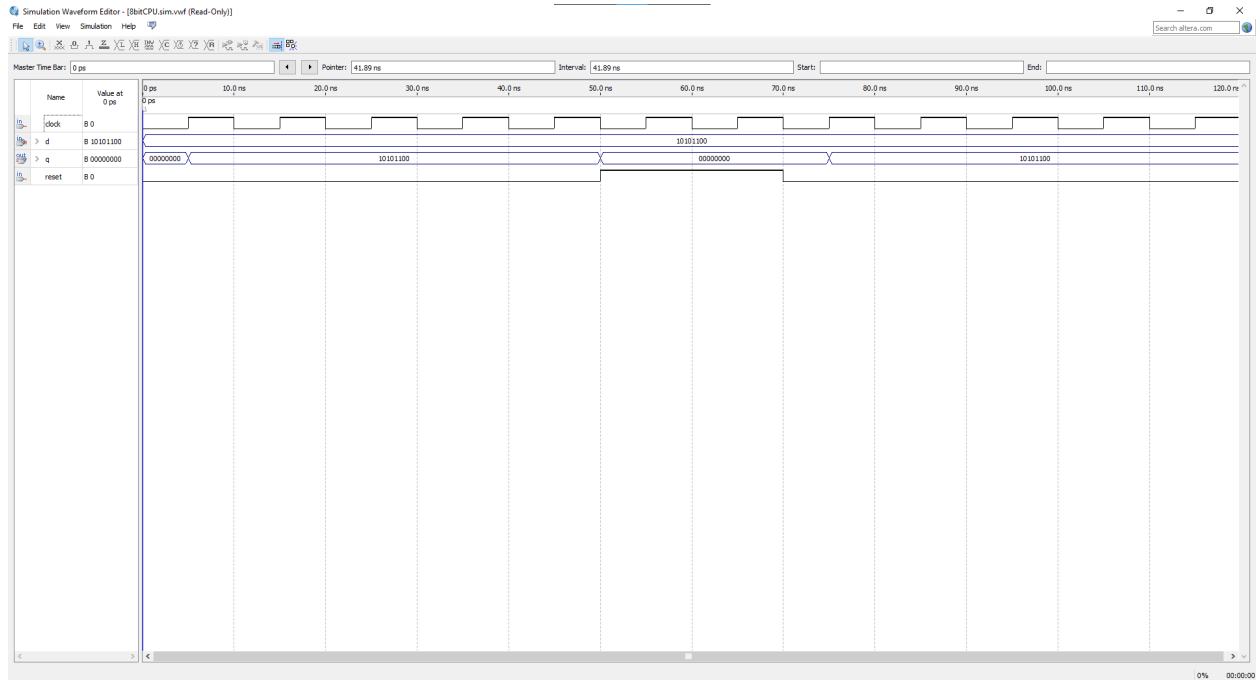 Simulation Waveform Editor - [8bitCPU.sim.vwf (Read-Only)]
File Edit View Simulation Help
Search altera.com
Master Time Bar: 0 ps Pointer: 41.89 ns Interval: 41.89 ns Start: End:
Name Value at 0 ps
0 ps 10.0 ns 20.0 ns 30.0 ns 40.0 ns 50.0 ns 60.0 ns 70.0 ns 80.0 ns 90.0 ns 100.0 ns 110.0 ns 120.0 ns
0 ps
in clock B 0
in d B 10101100 10101100
out q B 00000000 00000000 10101100 00000000 10101100
in reset B 0
0% 00:00:00